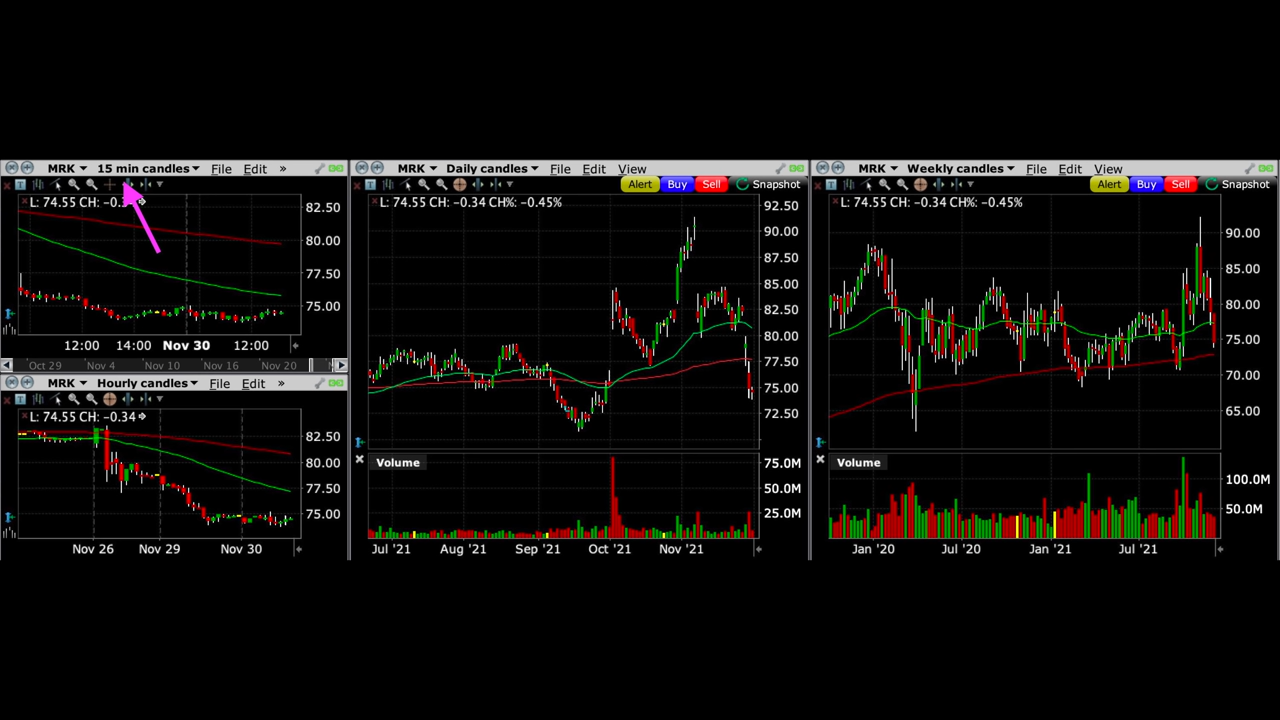 MRK 15 min candles File Edit »
L: 74.55 CH: −0.3
82.50
80.00
77.50
75.00
12:00 14:00 Nov 30 12:00
Oct 29 Nov 4 Nov 10 Nov 16 Nov 20
MRK Hourly candles File Edit »
L: 74.55 CH: −0.34
82.50
80.00
77.50
75.00
Nov 26 Nov 29 Nov 30
MRK Daily candles File Edit View
Alert Buy Sell Snapshot
L: 74.55 CH: −0.34 CH%: −0.45%
92.50
90.00
87.50
85.00
82.50
80.00
77.50
75.00
72.50
Volume
75.0M
50.0M
25.0M
Jul '21 Aug '21 Sep '21 Oct '21 Nov '21
MRK Weekly candles File Edit View
Alert Buy Sell Snapshot
L: 74.55 CH: −0.34 CH%: −0.45%
90.00
85.00
80.00
75.00
70.00
65.00
Volume
100.0M
50.0M
Jan '20 Jul '20 Jan '21 Jul '21